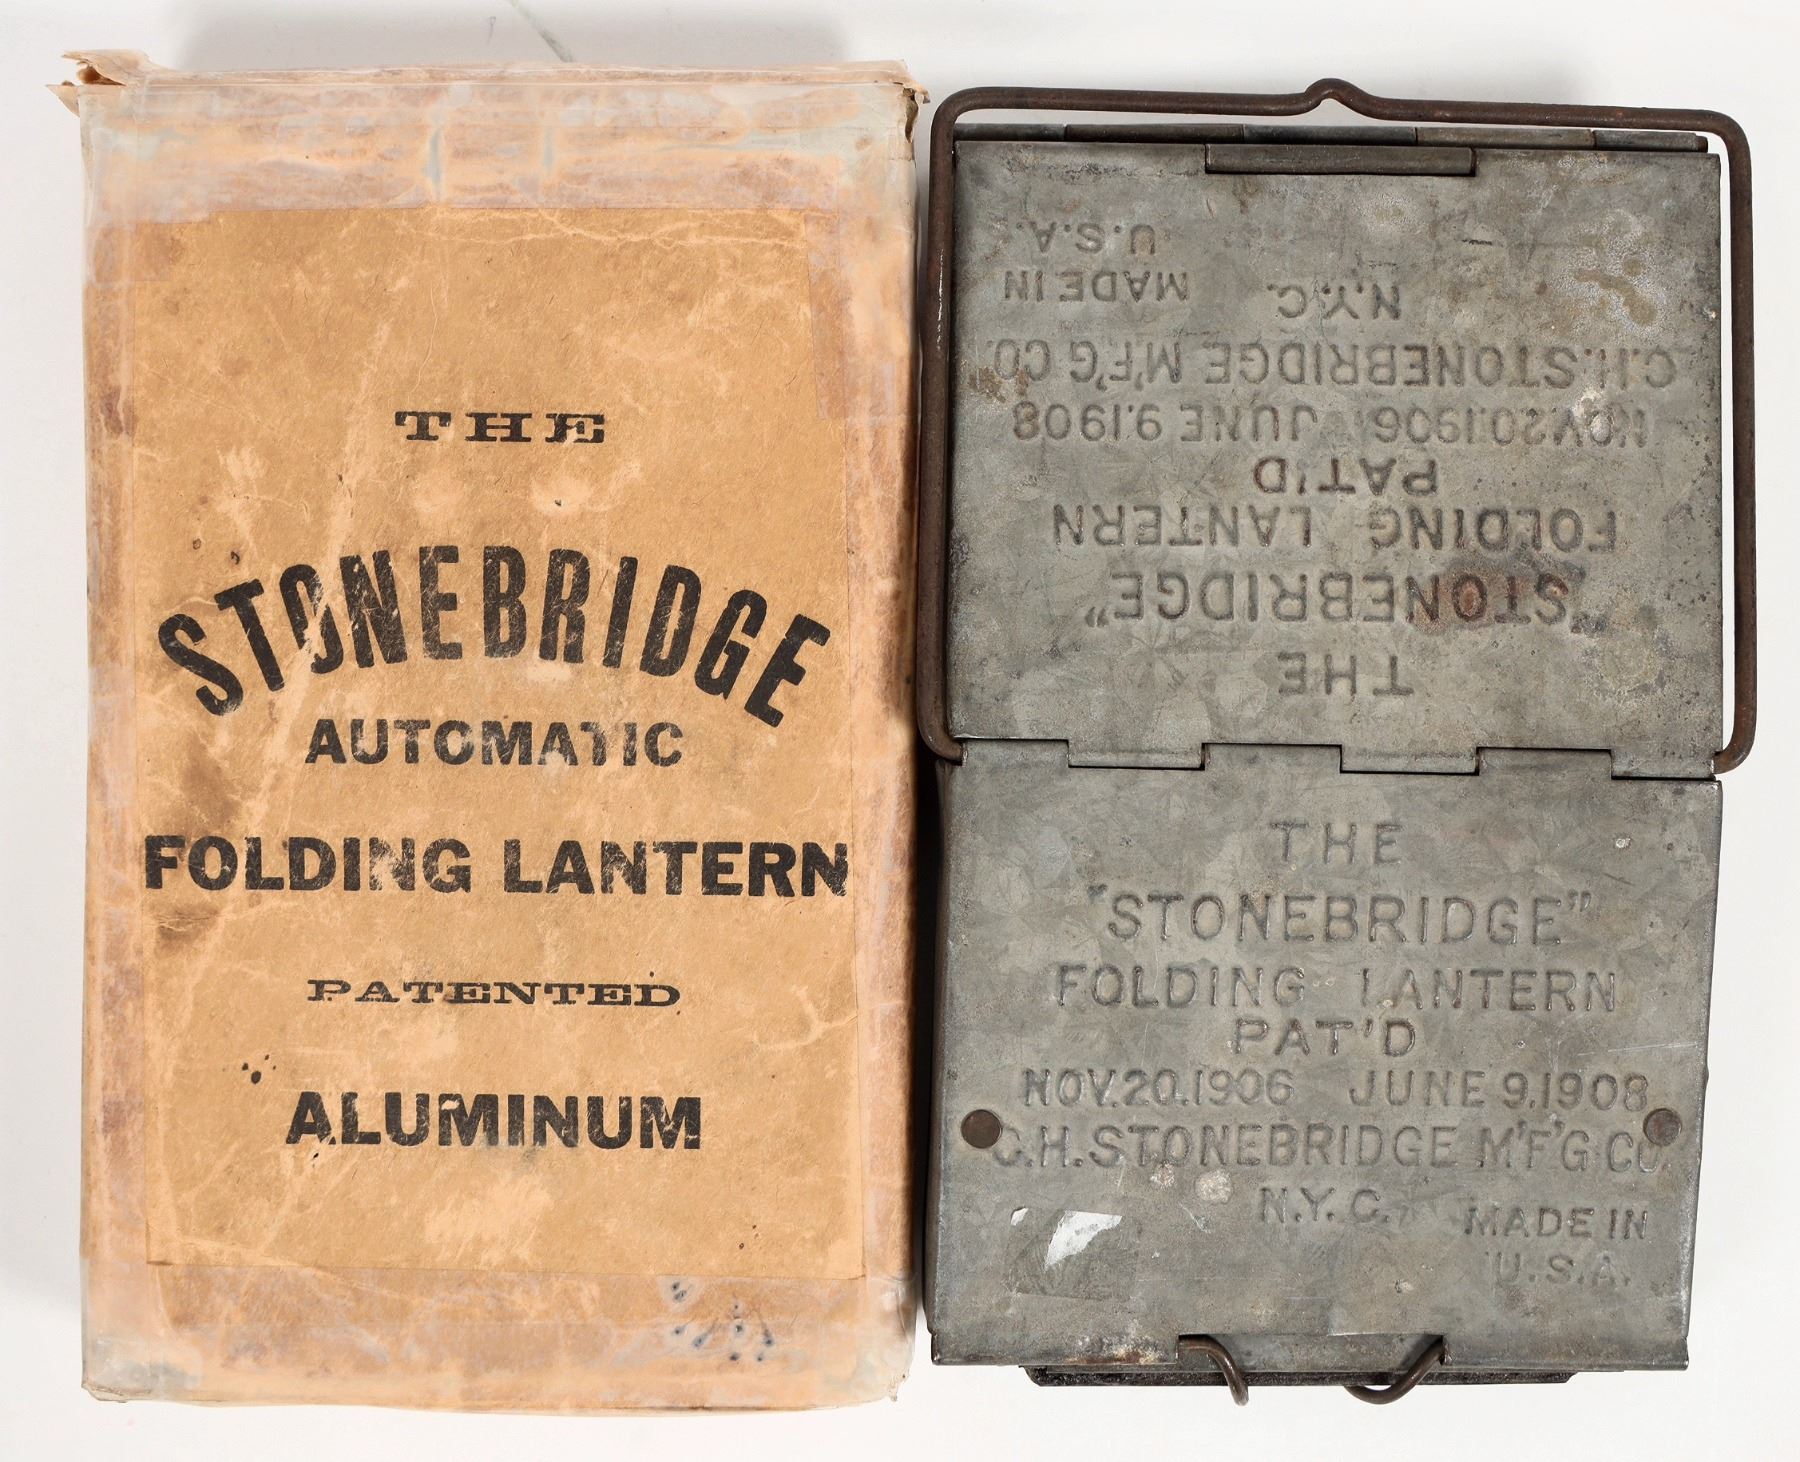 THE
STONEBRIDGE
AUTOMATIC
FOLDING LANTERN
PATENTED
ALUMINUM
THE
"STONEBRIDGE"
FOLDING LANTERN
PAT'D
NOV.20.1906 JUNE 9.1908
C.H.STONEBRIDGE M'F'G CO.
N.Y.C.
MADE IN
U.S.A.
THE
"STONEBRIDGE"
FOLDING LANTERN
PAT'D
NOV.20.1906 JUNE 9.1908
C.H.STONEBRIDGE M'F'G CO
N.Y.C. MADE IN
U.S.A.